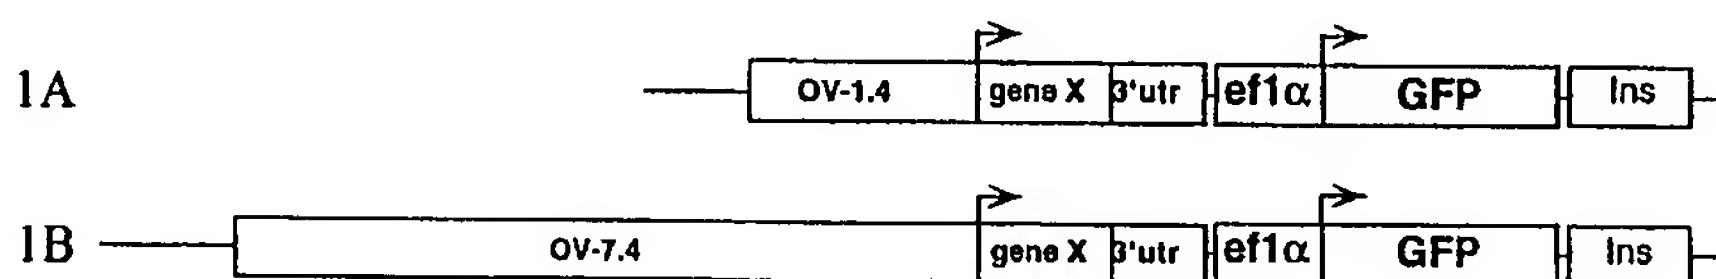 1A OV-1.4 gene X 3'utr ef1α GFP Ins
1B OV-7.4 gene X 3'utr ef1α GFP Ins